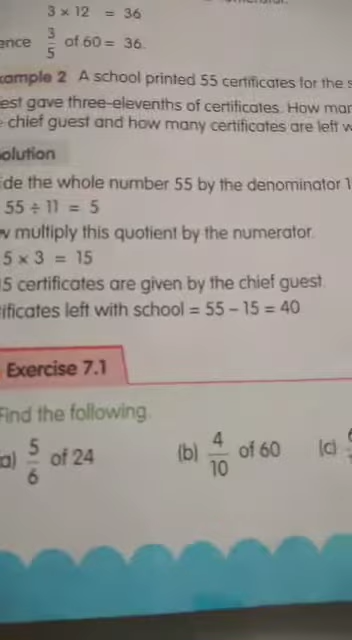 3 × 12 = 36
ence 3/5 of 60 = 36.
xample 2 A school printed 55 certificates for the s
est gave three-elevenths of certificates. How mar
chief guest and how many certificates are left w
olution
de the whole number 55 by the denominator 1
55 ÷ 11 = 5
w multiply this quotient by the numerator.
5 × 3 = 15
15 certificates are given by the chief guest.
ificates left with school = 55 – 15 = 40
Exercise 7.1
Find the following.
a) 5/6 of 24 (b) 4/10 of 60 (c)